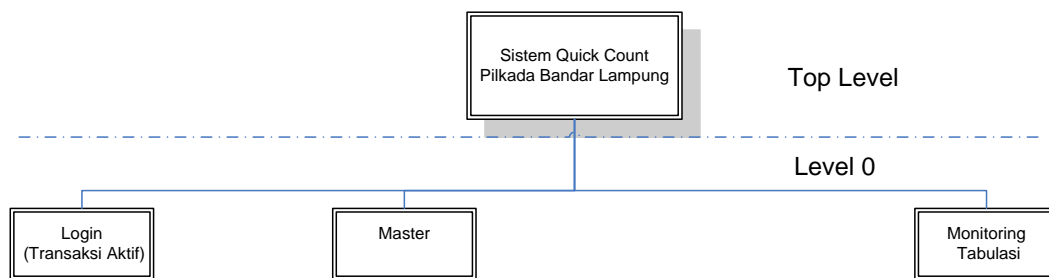 Sistem Quick Count
Pilkada Bandar Lampung
Top Level
Level 0
Login
(Transaksi Aktif)
Master
Monitoring
Tabulasi